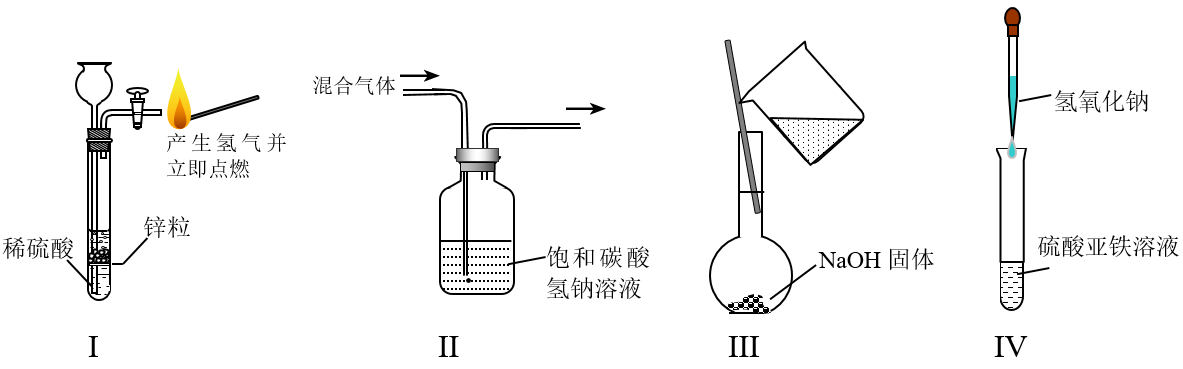 产生氢气并
立即点燃
稀硫酸
锌粒
I
混合气体
饱和碳酸
氢钠溶液
II
NaOH 固体
III
氢氧化钠
硫酸亚铁溶液
IV